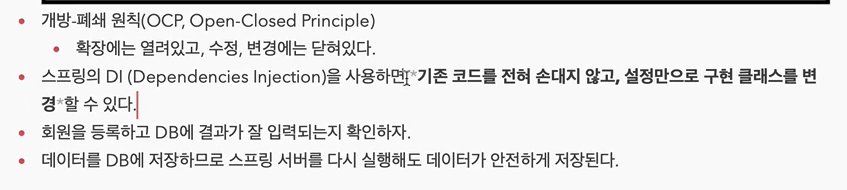 개방-폐쇄 원칙(OCP, Open-Closed Principle)
확장에는 열려있고, 수정, 변경에는 닫혀있다.
스프링의 DI (Dependencies Injection)을 사용하면 *기존 코드를 전혀 손대지 않고, 설정만으로 구현 클래스를 변
경*할 수 있다.
회원을 등록하고 DB에 결과가 잘 입력되는지 확인하자.
데이터를 DB에 저장하므로 스프링 서버를 다시 실행해도 데이터가 안전하게 저장된다.